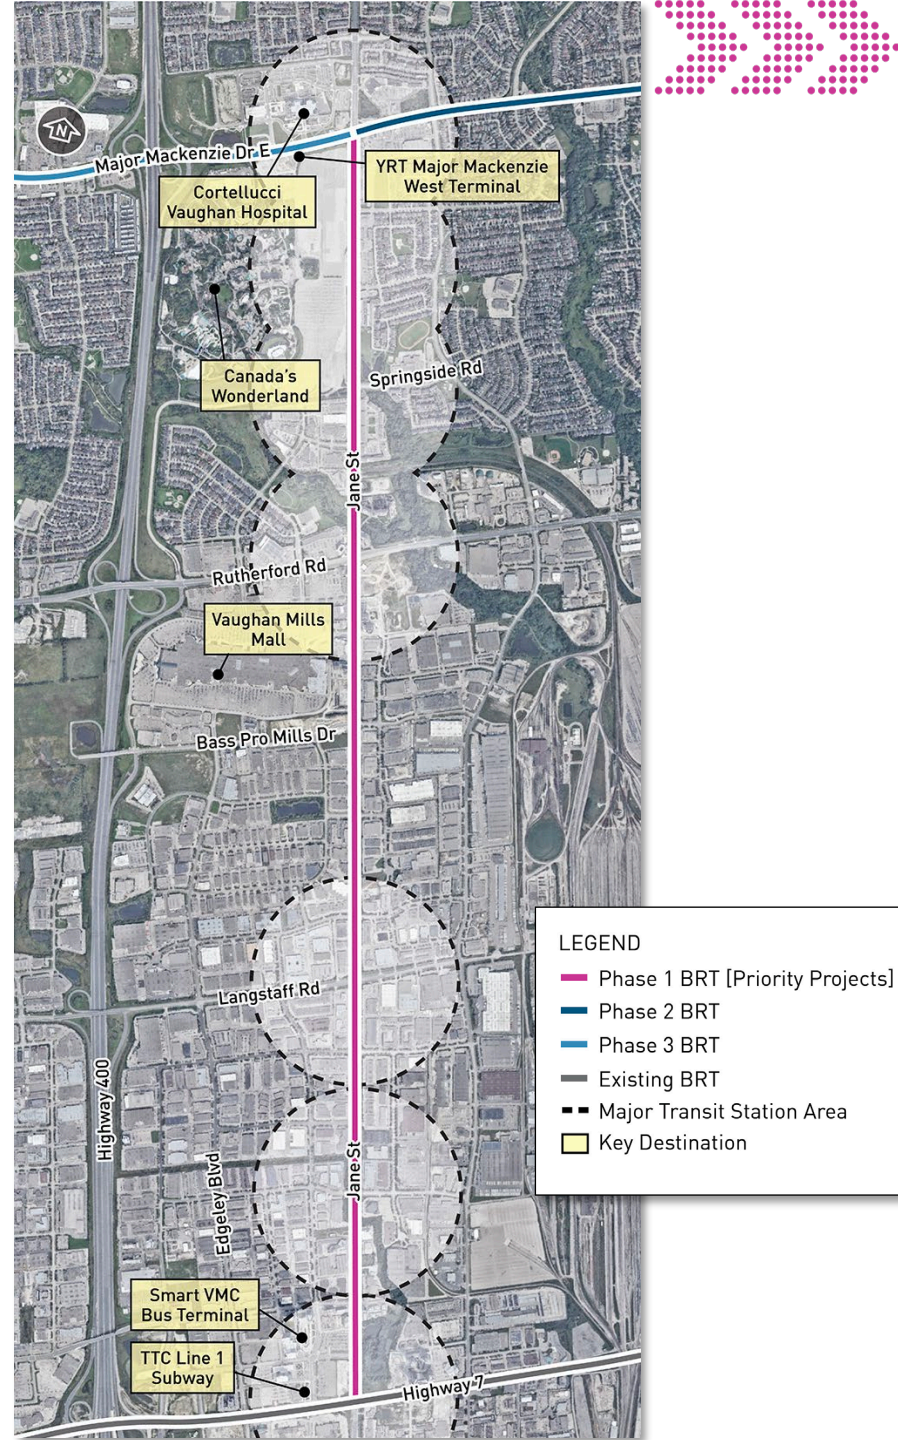 N
Major Mackenzie Dr E
YRT Major Mackenzie
West Terminal
Cortellucci
Vaughan Hospital
Canada's
Wonderland
Springside Rd
Jane St
Rutherford Rd
Vaughan Mills
Mall
Bass Pro Mills Dr
Langstaff Rd
Highway 400
Jane St
Edgeley Blvd
Smart VMC
Bus Terminal
TTC Line 1
Subway
Highway 7
LEGEND
Phase 1 BRT [Priority Projects]
Phase 2 BRT
Phase 3 BRT
Existing BRT
Major Transit Station Area
Key Destination